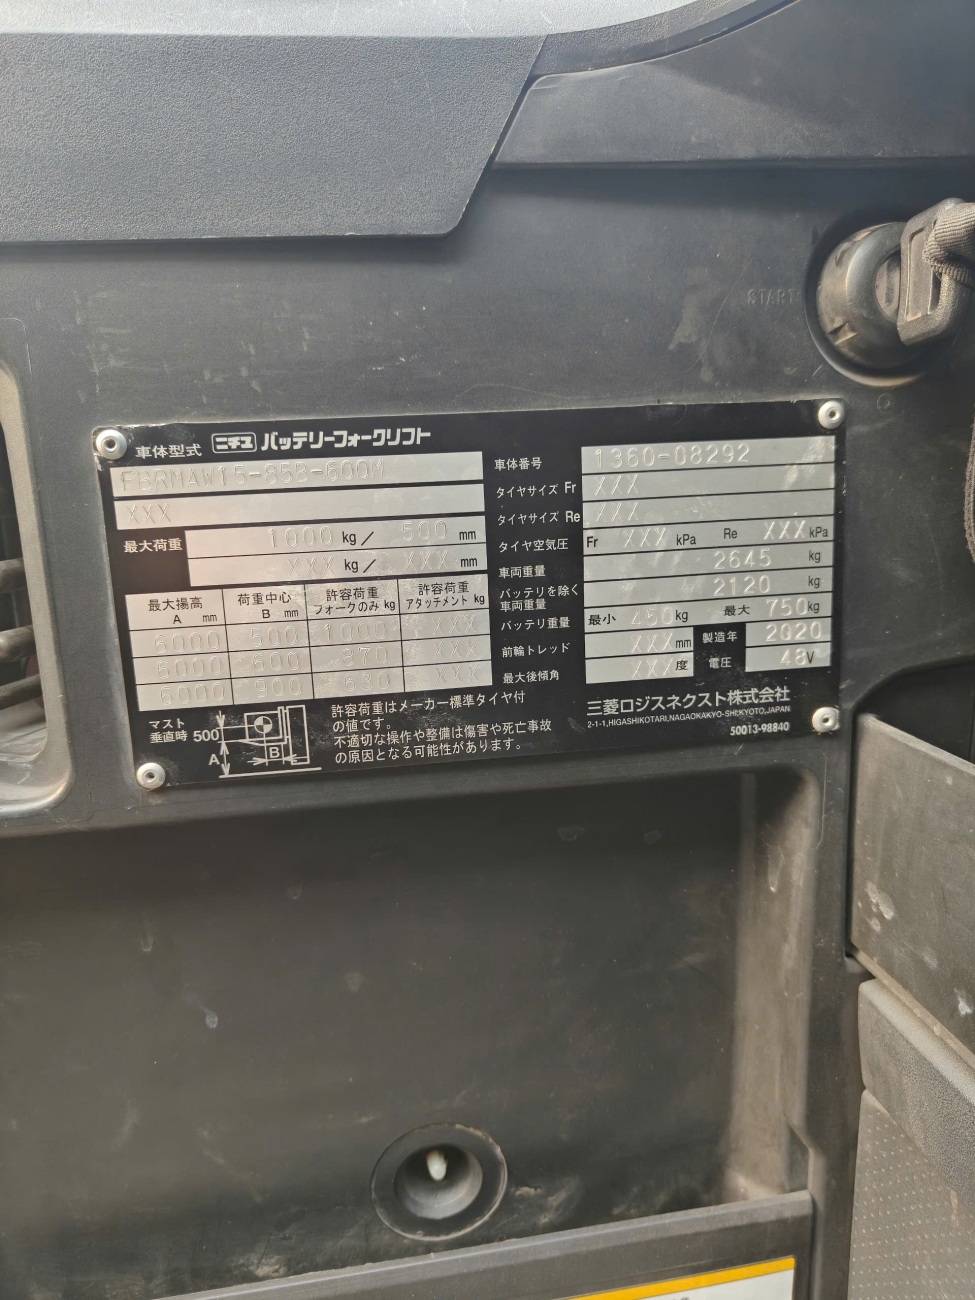 START
車体型式 ニチユ バッテリーフォークリフト
FBRMAW15-85B-600M
XXX
最大荷重 1000 kg / 500 mm
XXX kg / XXX mm
最大揚高 A mm 荷重中心 B mm 許容荷重 フォークのみ kg 許容荷重 アタッチメント kg
6000 500 1000 XXX
6000 600 870 XXX
6000 900 630 XXX
マスト垂直時 500
A
B
許容荷重はメーカー標準タイヤ付
の値です。
不適切な操作や整備は傷害や死亡事故
の原因となる可能性があります。
車体番号 1360-08292
タイヤサイズ Fr XXX
タイヤサイズ Re XXX
タイヤ空気圧 Fr XXX kPa Re XXX kPa
車両重量 2645 kg
バッテリを除く車両重量 2120 kg
バッテリ重量 最小 450 kg 最大 750 kg
前輪トレッド XXX mm 製造年 2020
最大後傾角 XXX 度 電圧 48 V
三菱ロジスネクスト株式会社
2-1-1,HIGASHIKOTARI,NAGAOKAKYO-SHI,KYOTO,JAPAN
50013-98840